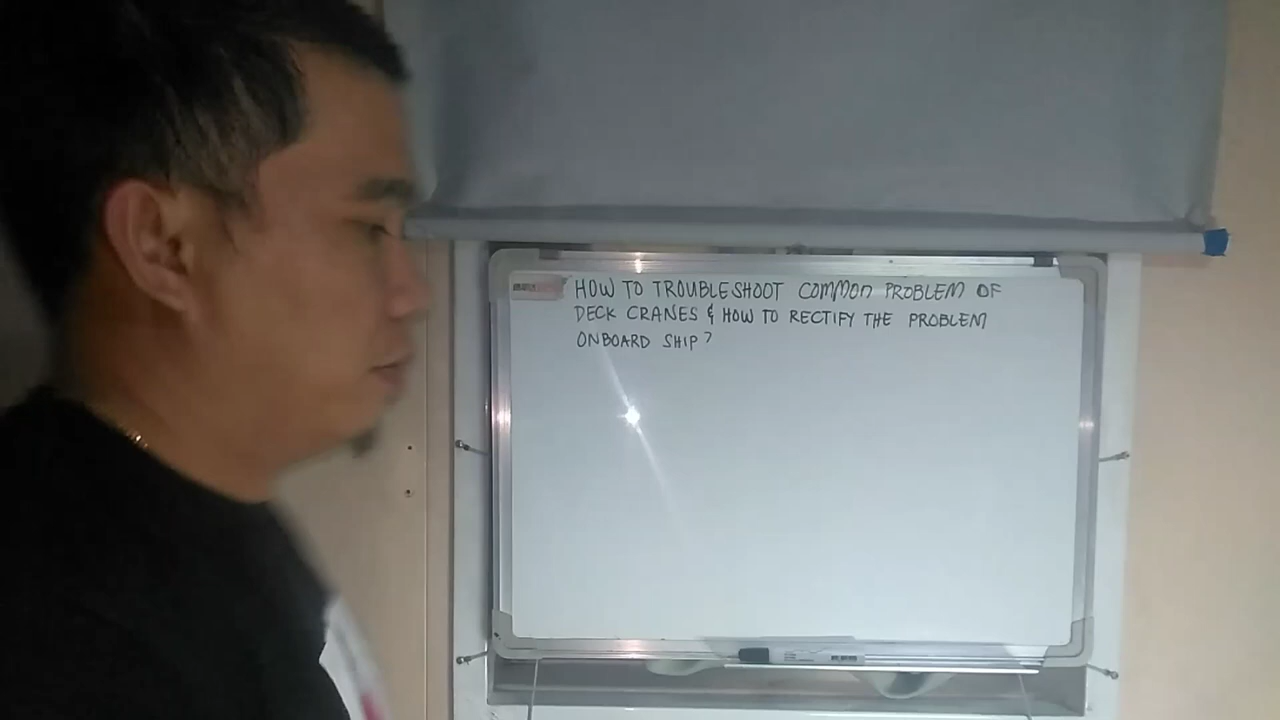 HOW TO TROUBLESHOOT COMMON PROBLEM OF
DECK CRANES & HOW TO RECTIFY THE PROBLEM
ONBOARD SHIP?